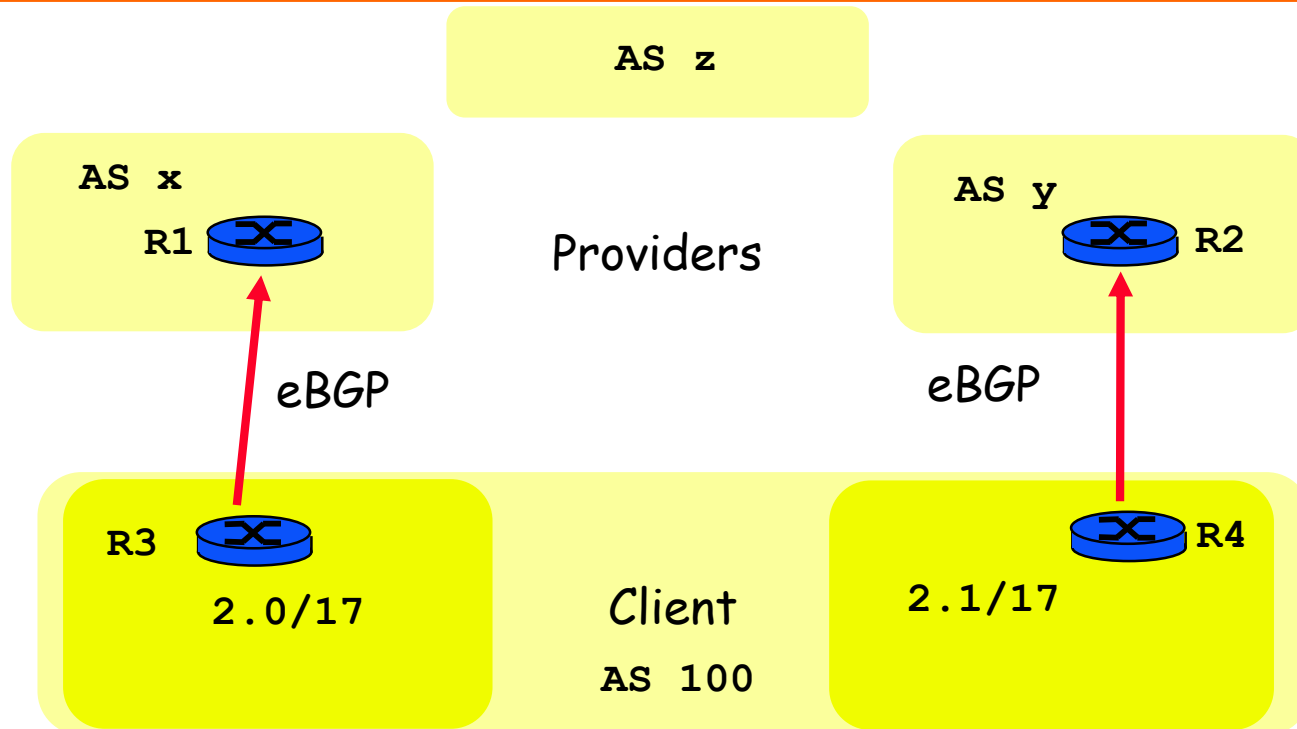 AS z
AS x
AS y
R1
Providers
R2
eBGP
eBGP
R3
R4
2.0/17
Client
2.1/17
AS 100